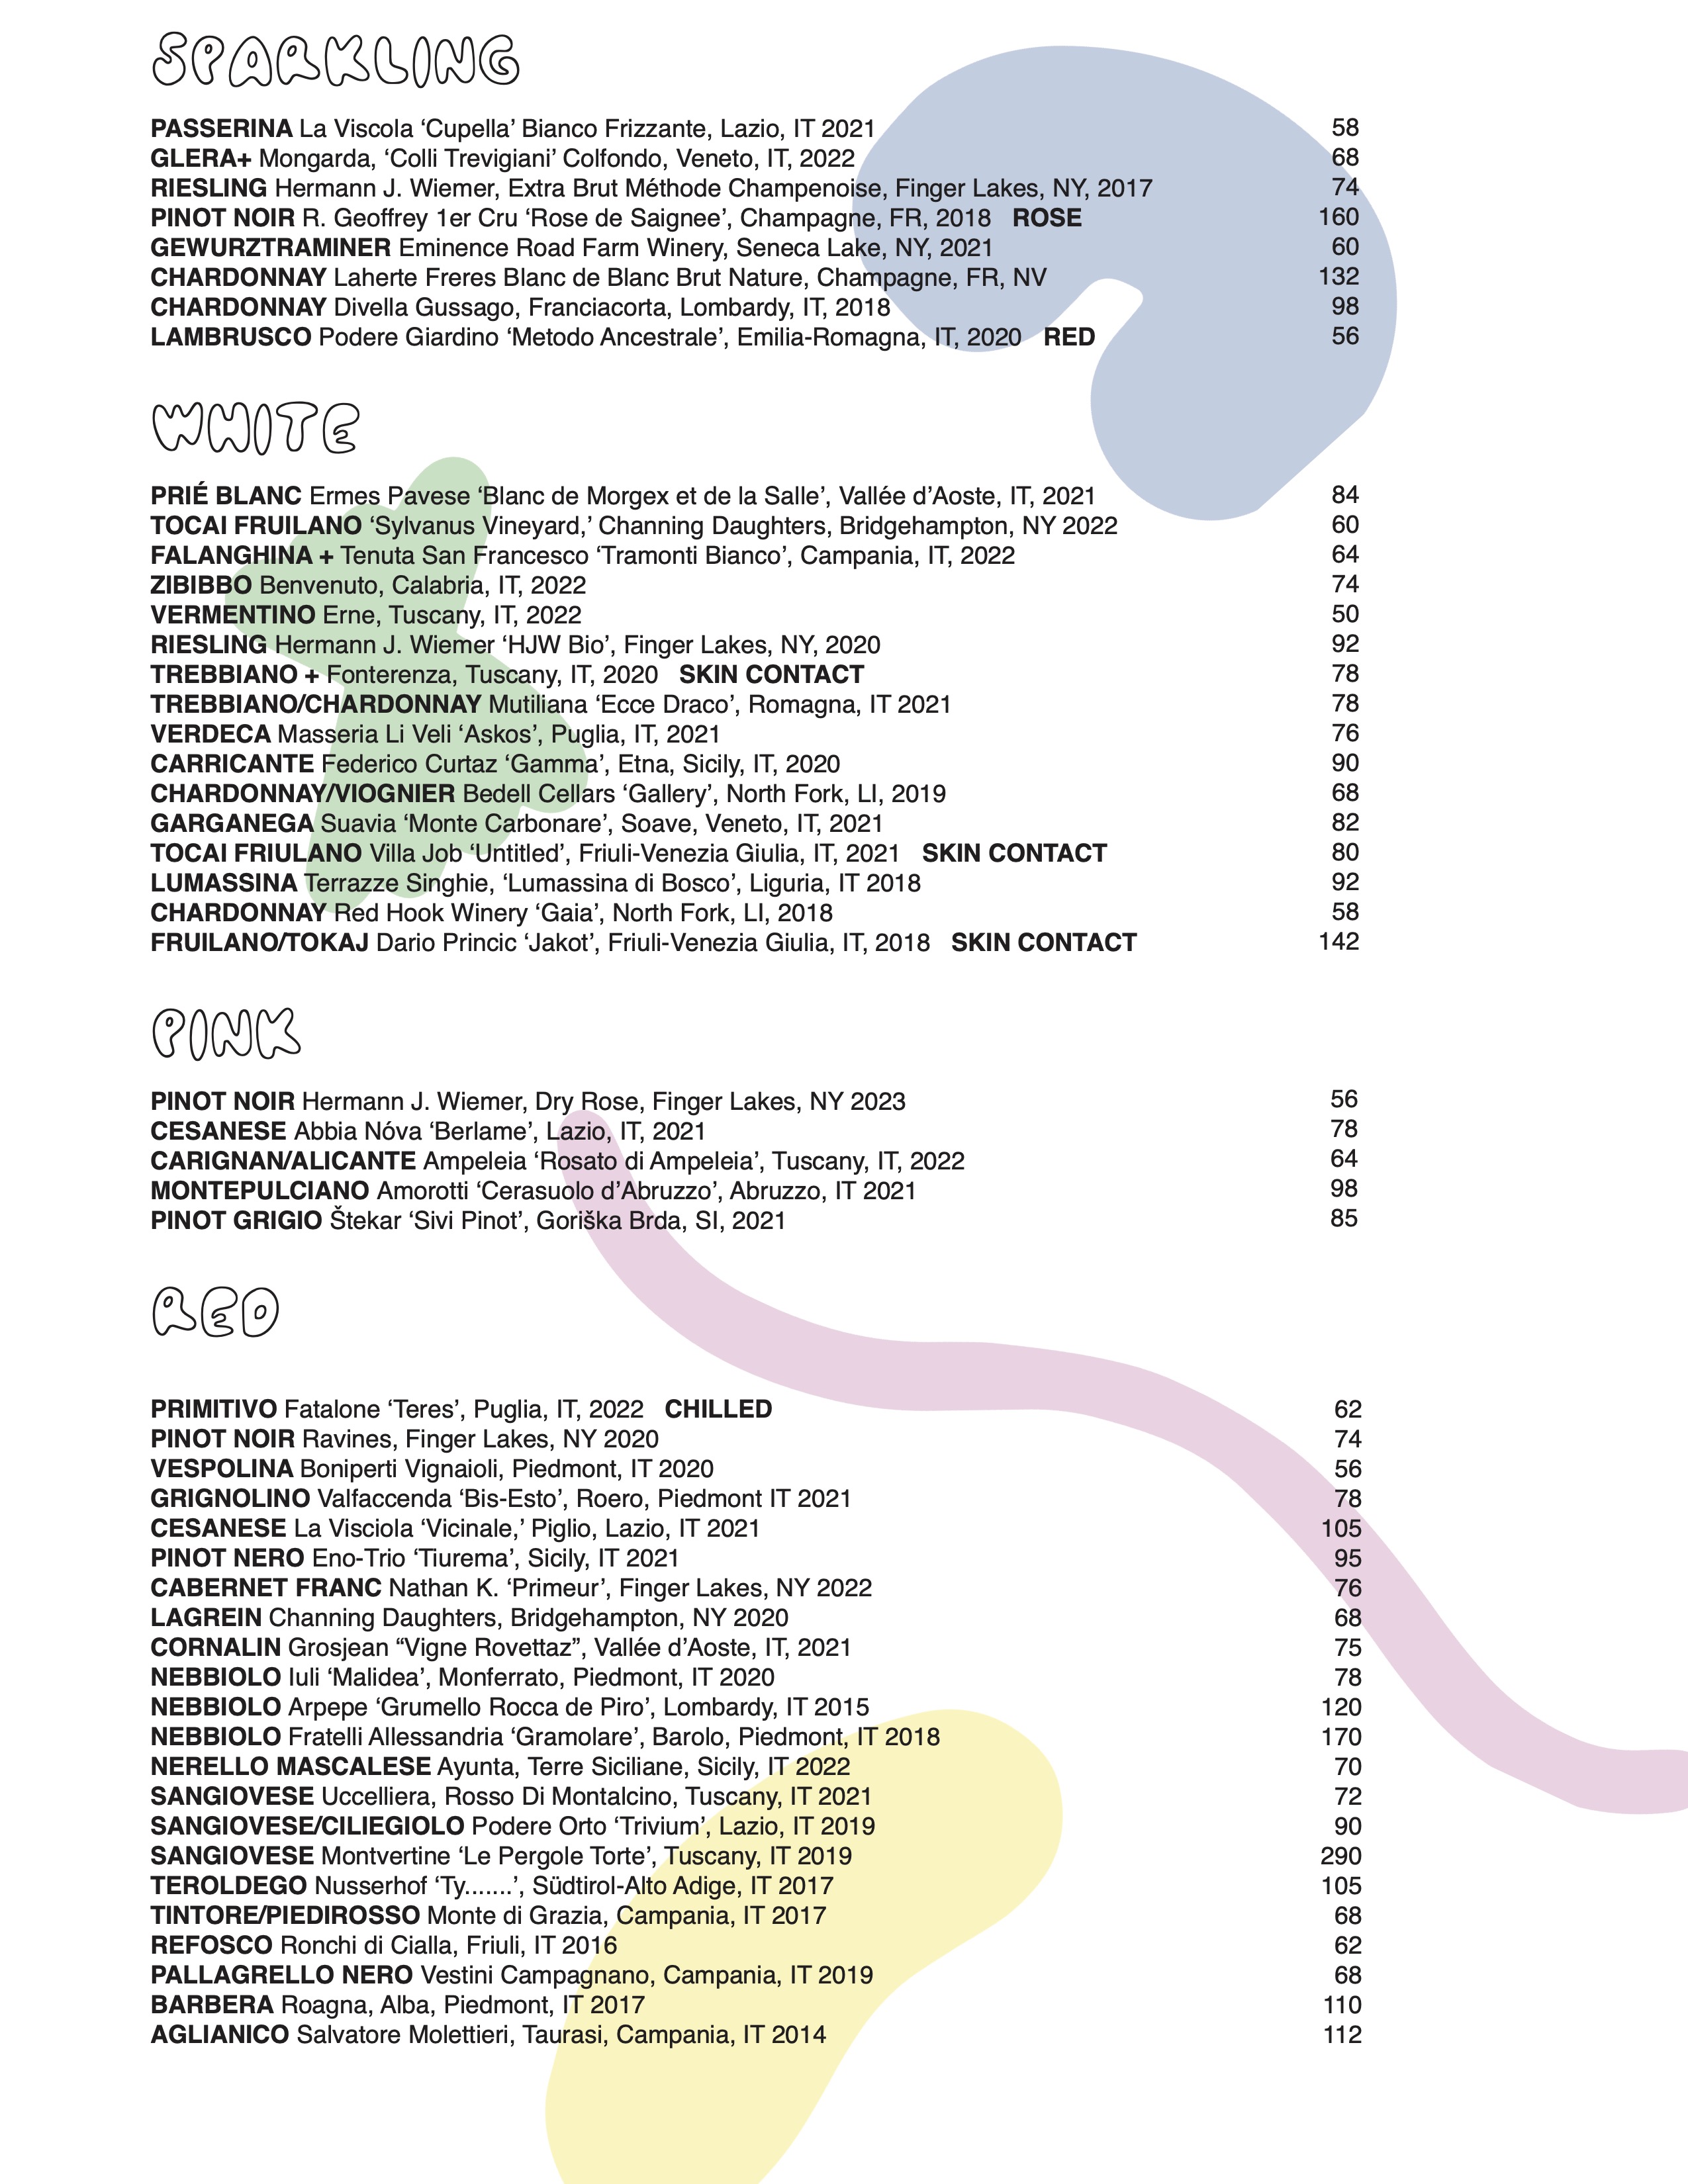 SPARKLING
PASSERINA La Viscola ‘Cupella’ Bianco Frizzante, Lazio, IT 2021 58
GLERA+ Mongarda, ‘Colli Trevigiani’ Colfondo, Veneto, IT, 2022 68
RIESLING Hermann J. Wiemer, Extra Brut Méthode Champenoise, Finger Lakes, NY, 2017 74
PINOT NOIR R. Geoffrey 1er Cru ‘Rose de Saignee’, Champagne, FR, 2018 ROSE 160
GEWURZTRAMINER Eminence Road Farm Winery, Seneca Lake, NY, 2021 60
CHARDONNAY Laherte Freres Blanc de Blanc Brut Nature, Champagne, FR, NV 132
CHARDONNAY Divella Gussago, Franciacorta, Lombardy, IT, 2018 98
LAMBRUSCO Podere Giardino ‘Metodo Ancestrale’, Emilia-Romagna, IT, 2020 RED 56
WHITE
PRIÉ BLANC Ermes Pavese ‘Blanc de Morgex et de la Salle’, Vallée d’Aoste, IT, 2021 84
TOCAI FRUILANO ‘Sylvanus Vineyard,’ Channing Daughters, Bridgehampton, NY 2022 60
FALANGHINA + Tenuta San Francesco ‘Tramonti Bianco’, Campania, IT, 2022 64
ZIBIBBO Benvenuto, Calabria, IT, 2022 74
VERMENTINO Erne, Tuscany, IT, 2022 50
RIESLING Hermann J. Wiemer ‘HJW Bio’, Finger Lakes, NY, 2020 92
TREBBIANO + Fonterenza, Tuscany, IT, 2020 SKIN CONTACT 78
TREBBIANO/CHARDONNAY Mutiliana ‘Ecce Draco’, Romagna, IT 2021 78
VERDECA Masseria Li Veli ‘Askos’, Puglia, IT, 2021 76
CARRICANTE Federico Curtaz ‘Gamma’, Etna, Sicily, IT, 2020 90
CHARDONNAY/VIOGNIER Bedell Cellars ‘Gallery’, North Fork, LI, 2019 68
GARGANEGA Suavia ‘Monte Carbonare’, Soave, Veneto, IT, 2021 82
TOCAI FRIULANO Villa Job ‘Untitled’, Friuli-Venezia Giulia, IT, 2021 SKIN CONTACT 80
LUMASSINA Terrazze Singhie, ‘Lumassina di Bosco’, Liguria, IT 2018 92
CHARDONNAY Red Hook Winery ‘Gaia’, North Fork, LI, 2018 58
FRUILANO/TOKAJ Dario Princic ‘Jakot’, Friuli-Venezia Giulia, IT, 2018 SKIN CONTACT 142
PINK
PINOT NOIR Hermann J. Wiemer, Dry Rose, Finger Lakes, NY 2023 56
CESANESE Abbia Nóva ‘Berlame’, Lazio, IT, 2021 78
CARIGNAN/ALICANTE Ampeleia ‘Rosato di Ampeleia’, Tuscany, IT, 2022 64
MONTEPULCIANO Amorotti ‘Cerasuolo d’Abruzzo’, Abruzzo, IT 2021 98
PINOT GRIGIO Štekar ‘Sivi Pinot’, Goriška Brda, SI, 2021 85
RED
PRIMITIVO Fatalone ‘Teres’, Puglia, IT, 2022 CHILLED 62
PINOT NOIR Ravines, Finger Lakes, NY 2020 74
VESPOLINA Boniperti Vignaioli, Piedmont, IT 2020 56
GRIGNOLINO Valfaccenda ‘Bis-Esto’, Roero, Piedmont IT 2021 78
CESANESE La Visciola ‘Vicinale,’ Piglio, Lazio, IT 2021 105
PINOT NERO Eno-Trio ‘Tiurema’, Sicily, IT 2021 95
CABERNET FRANC Nathan K. ‘Primeur’, Finger Lakes, NY 2022 76
LAGREIN Channing Daughters, Bridgehampton, NY 2020 68
CORNALIN Grosjean “Vigne Rovettaz”, Vallée d’Aoste, IT, 2021 75
NEBBIOLO Iuli ‘Malidea’, Monferrato, Piedmont, IT 2020 78
NEBBIOLO Arpepe ‘Grumello Rocca de Piro’, Lombardy, IT 2015 120
NEBBIOLO Fratelli Allessandria ‘Gramolare’, Barolo, Piedmont, IT 2018 170
NERELLO MASCALESE Ayunta, Terre Siciliane, Sicily, IT 2022 70
SANGIOVESE Uccelliera, Rosso Di Montalcino, Tuscany, IT 2021 72
SANGIOVESE/CILIEGIOLO Podere Orto ‘Trivium’, Lazio, IT 2019 90
SANGIOVESE Montvertine ‘Le Pergole Torte’, Tuscany, IT 2019 290
TEROLDEGO Nusserhof ‘Ty.......’, Südtirol-Alto Adige, IT 2017 105
TINTORE/PIEDIROSSO Monte di Grazia, Campania, IT 2017 68
REFOSCO Ronchi di Cialla, Friuli, IT 2016 62
PALLAGRELLO NERO Vestini Campagnano, Campania, IT 2019 68
BARBERA Roagna, Alba, Piedmont, IT 2017 110
AGLIANICO Salvatore Molettieri, Taurasi, Campania, IT 2014 112